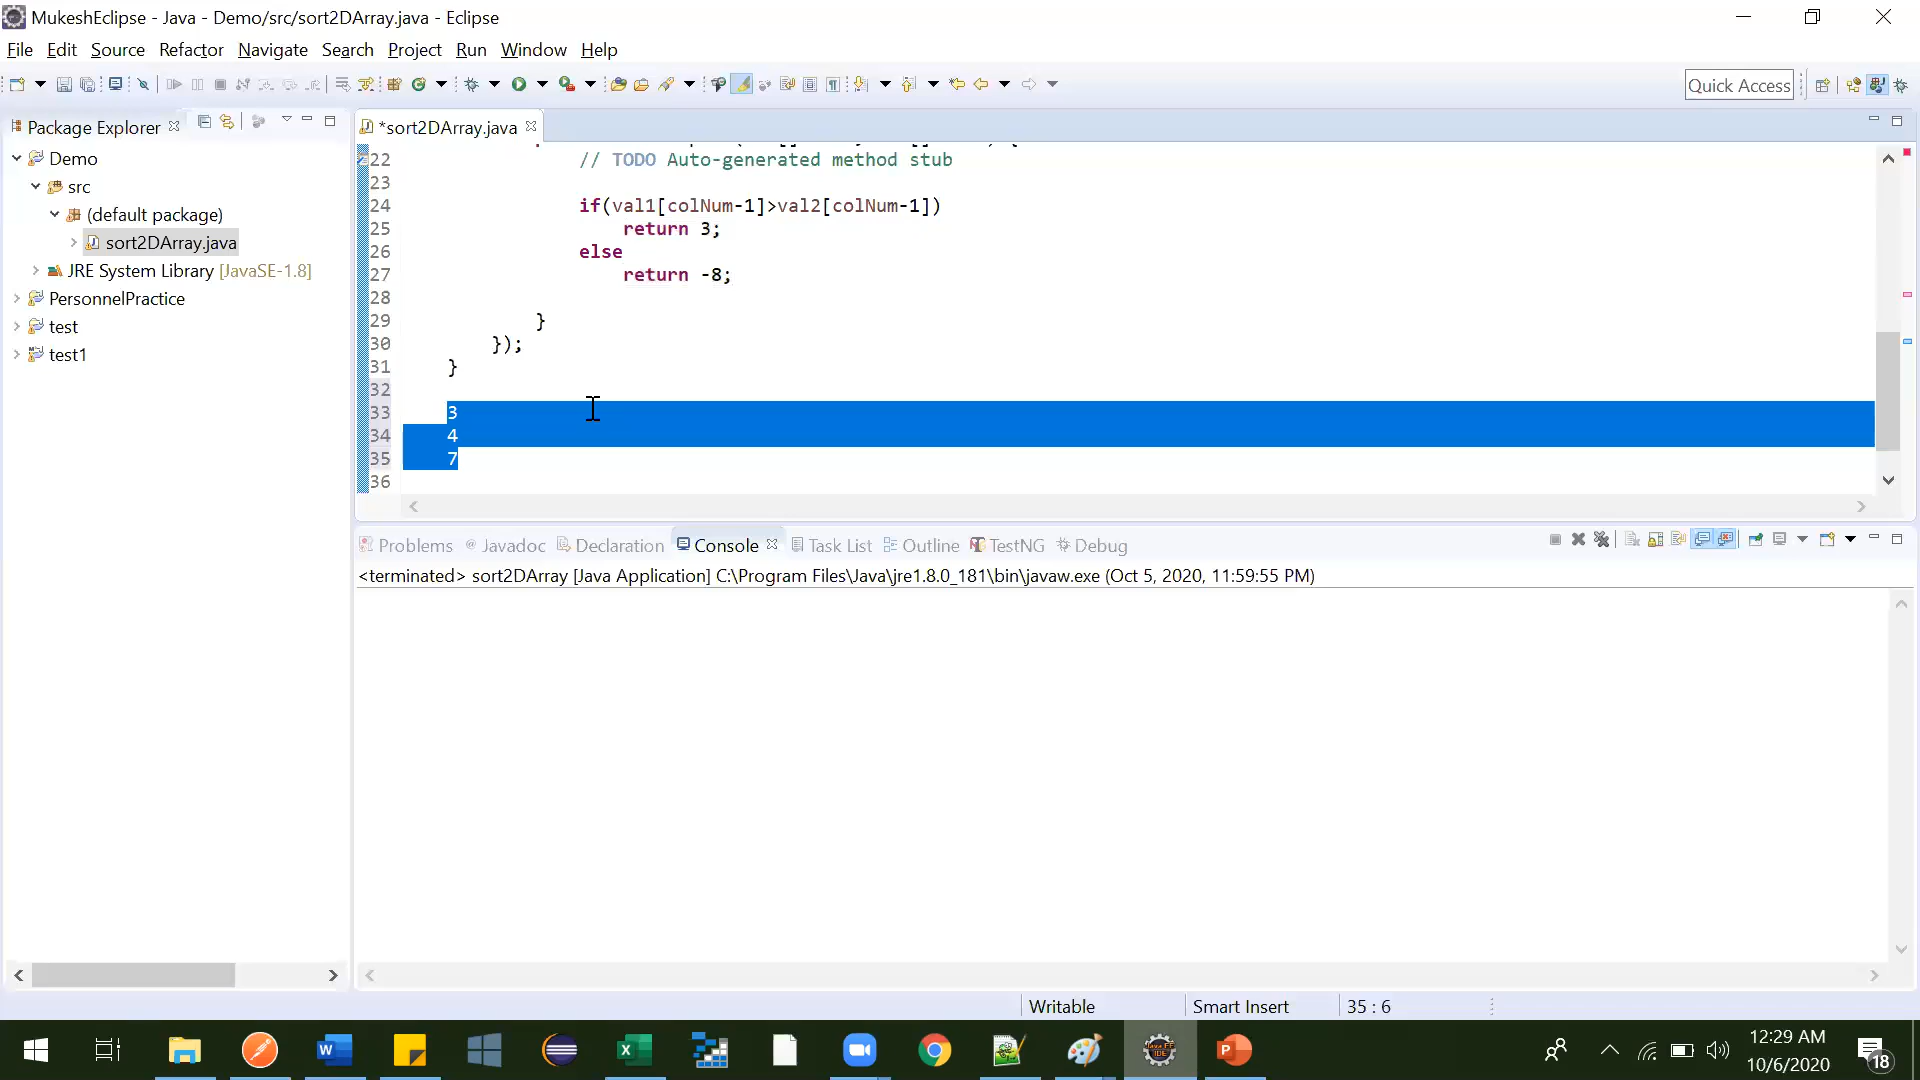 MukeshEclipse - Java - Demo/src/sort2DArray.java - Eclipse
File Edit Source Refactor Navigate Search Project Run Window Help
Quick Access
Package Explorer
*sort2DArray.java
Demo
src
(default package)
sort2DArray.java
JRE System Library [JavaSE-1.8]
PersonnelPractice
test
test1
22 // TODO Auto-generated method stub
23
24 if(val1[colNum-1]>val2[colNum-1])
25 return 3;
26 else
27 return -8;
28
29 }
30 });
31 }
32
33 3
34 4
35 7
36
Problems Javadoc Declaration Console Task List Outline TestNG Debug
<terminated> sort2DArray [Java Application] C:\Program Files\Java\jre1.8.0_181\bin\javaw.exe (Oct 5, 2020, 11:59:55 PM)
Writable Smart Insert 35 : 6
12:29 AM
10/6/2020
18